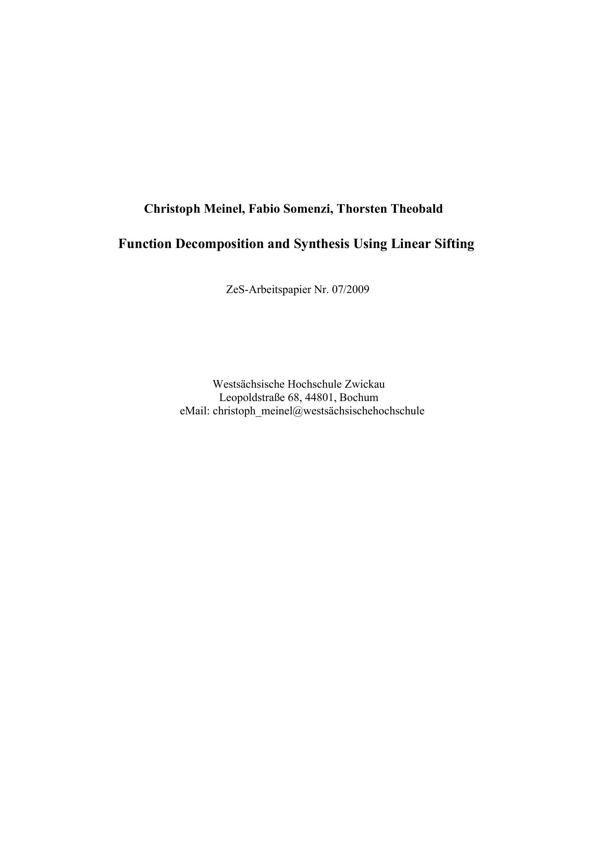 Christoph Meinel, Fabio Somenzi, Thorsten Theobald
Function Decomposition and Synthesis Using Linear Sifting
ZeS-Arbeitspapier Nr. 07/2009
Westsächsische Hochschule Zwickau
Leopoldstraße 68, 44801, Bochum
eMail: christoph_meinel@westsächsischehochschule